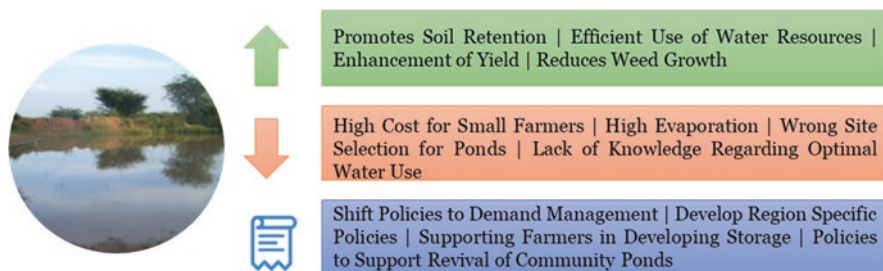 Promotes Soil Retention | Efficient Use of Water Resources |
Enhancement of Yield | Reduces Weed Growth
High Cost for Small Farmers | High Evaporation | Wrong Site
Selection for Ponds | Lack of Knowledge Regarding Optimal
Water Use
Shift Policies to Demand Management | Develop Region Specific
Policies | Supporting Farmers in Developing Storage | Policies
to Support Revival of Community Ponds